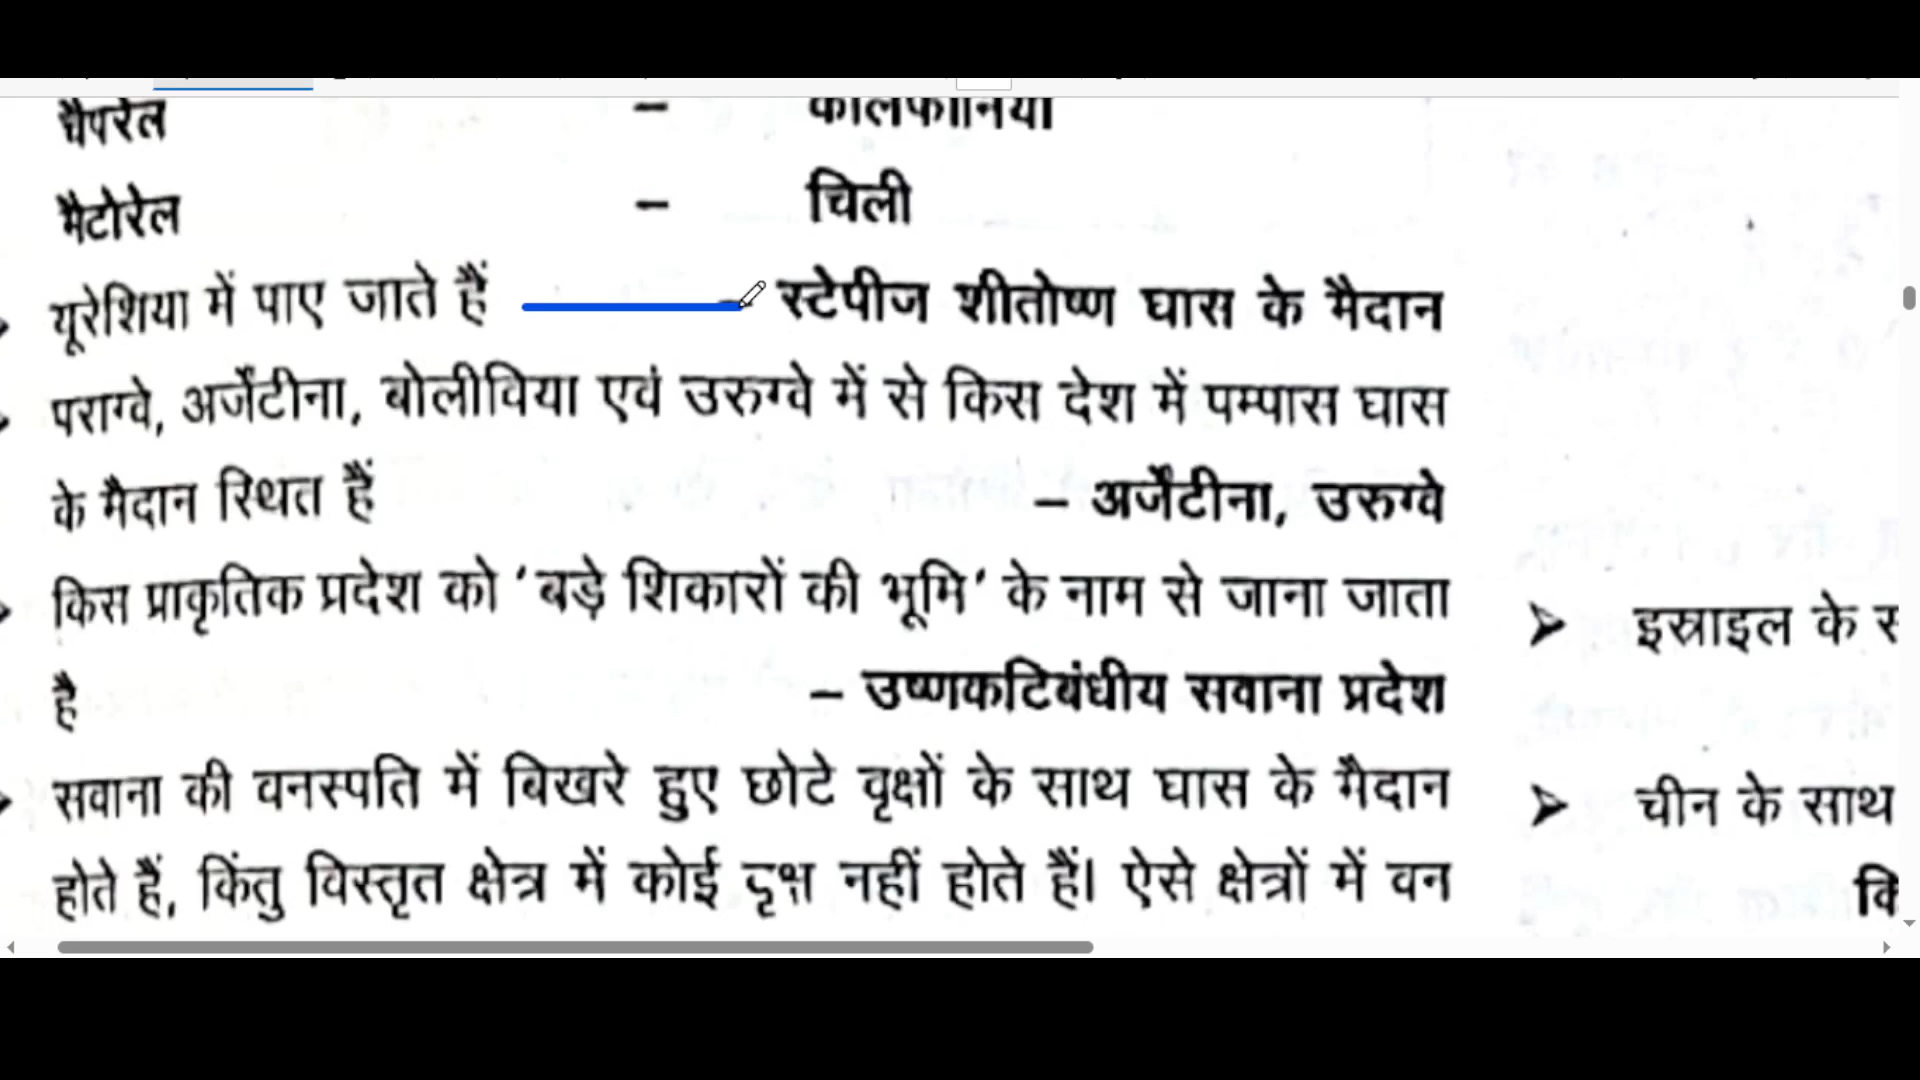 चैपरेल – कैलिफोर्निया
मैटोरेल – चिली
यूरेशिया में पाए जाते हैं – स्टेपीज शीतोष्ण घास के मैदान
पराग्वे, अर्जेंटीना, बोलीविया एवं उरुग्वे में से किस देश में पम्पास घास
के मैदान स्थित हैं – अर्जेंटीना, उरुग्वे
किस प्राकृतिक प्रदेश को ‘बड़े शिकारों की भूमि’ के नाम से जाना जाता
है – उष्णकटिबंधीय सवाना प्रदेश
सवाना की वनस्पति में बिखरे हुए छोटे वृक्षों के साथ घास के मैदान
होते हैं, किंतु विस्तृत क्षेत्र में कोई वृक्ष नहीं होते हैं। ऐसे क्षेत्रों में वन
➤ इस्राइल के
➤ चीन के साथ